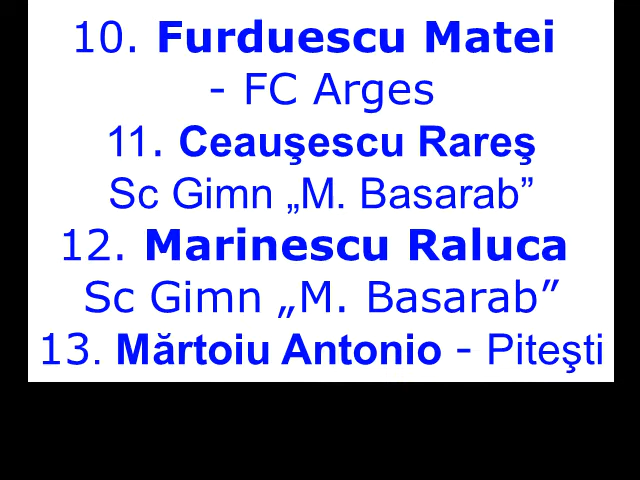 10. Furduescu Matei
- FC Arges
11. Ceauşescu Rareş
Sc Gimn „M. Basarab”
12. Marinescu Raluca
Sc Gimn „M. Basarab”
13. Mărtoiu Antonio - Piteşti